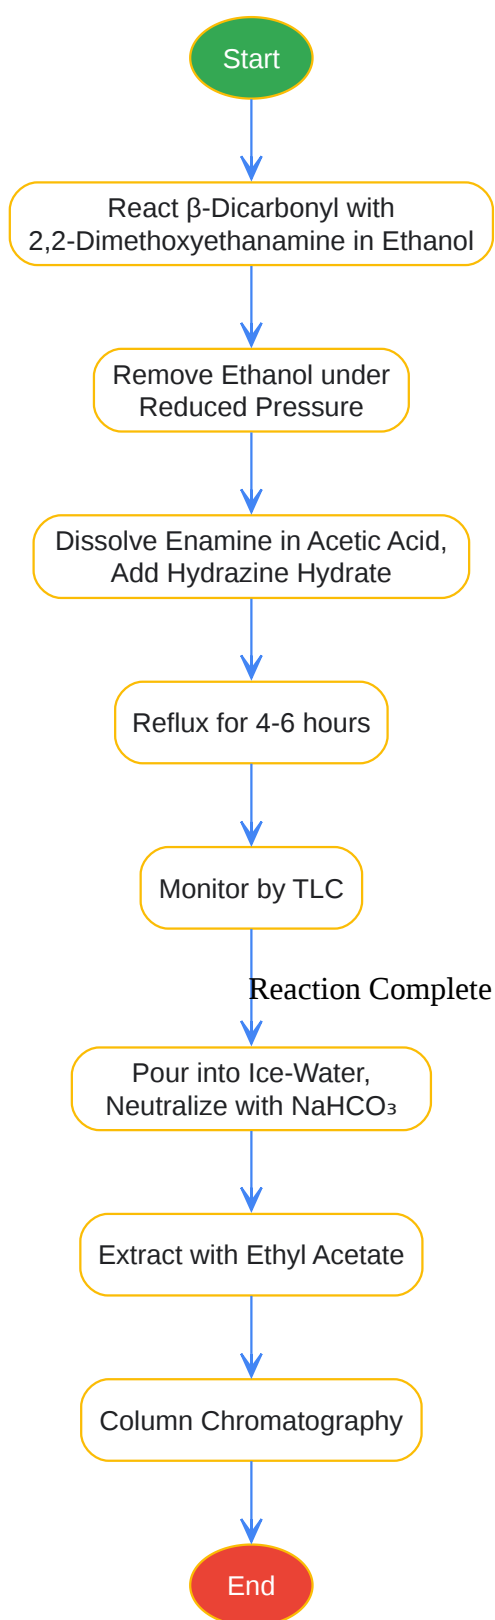 Start
React β-Dicarbonyl with
2,2-Dimethoxyethanamine in Ethanol
Remove Ethanol under
Reduced Pressure
Dissolve Enamine in Acetic Acid,
Add Hydrazine Hydrate
Reflux for 4-6 hours
Monitor by TLC
Reaction Complete
Pour into Ice-Water,
Neutralize with NaHCO₃
Extract with Ethyl Acetate
Column Chromatography
End